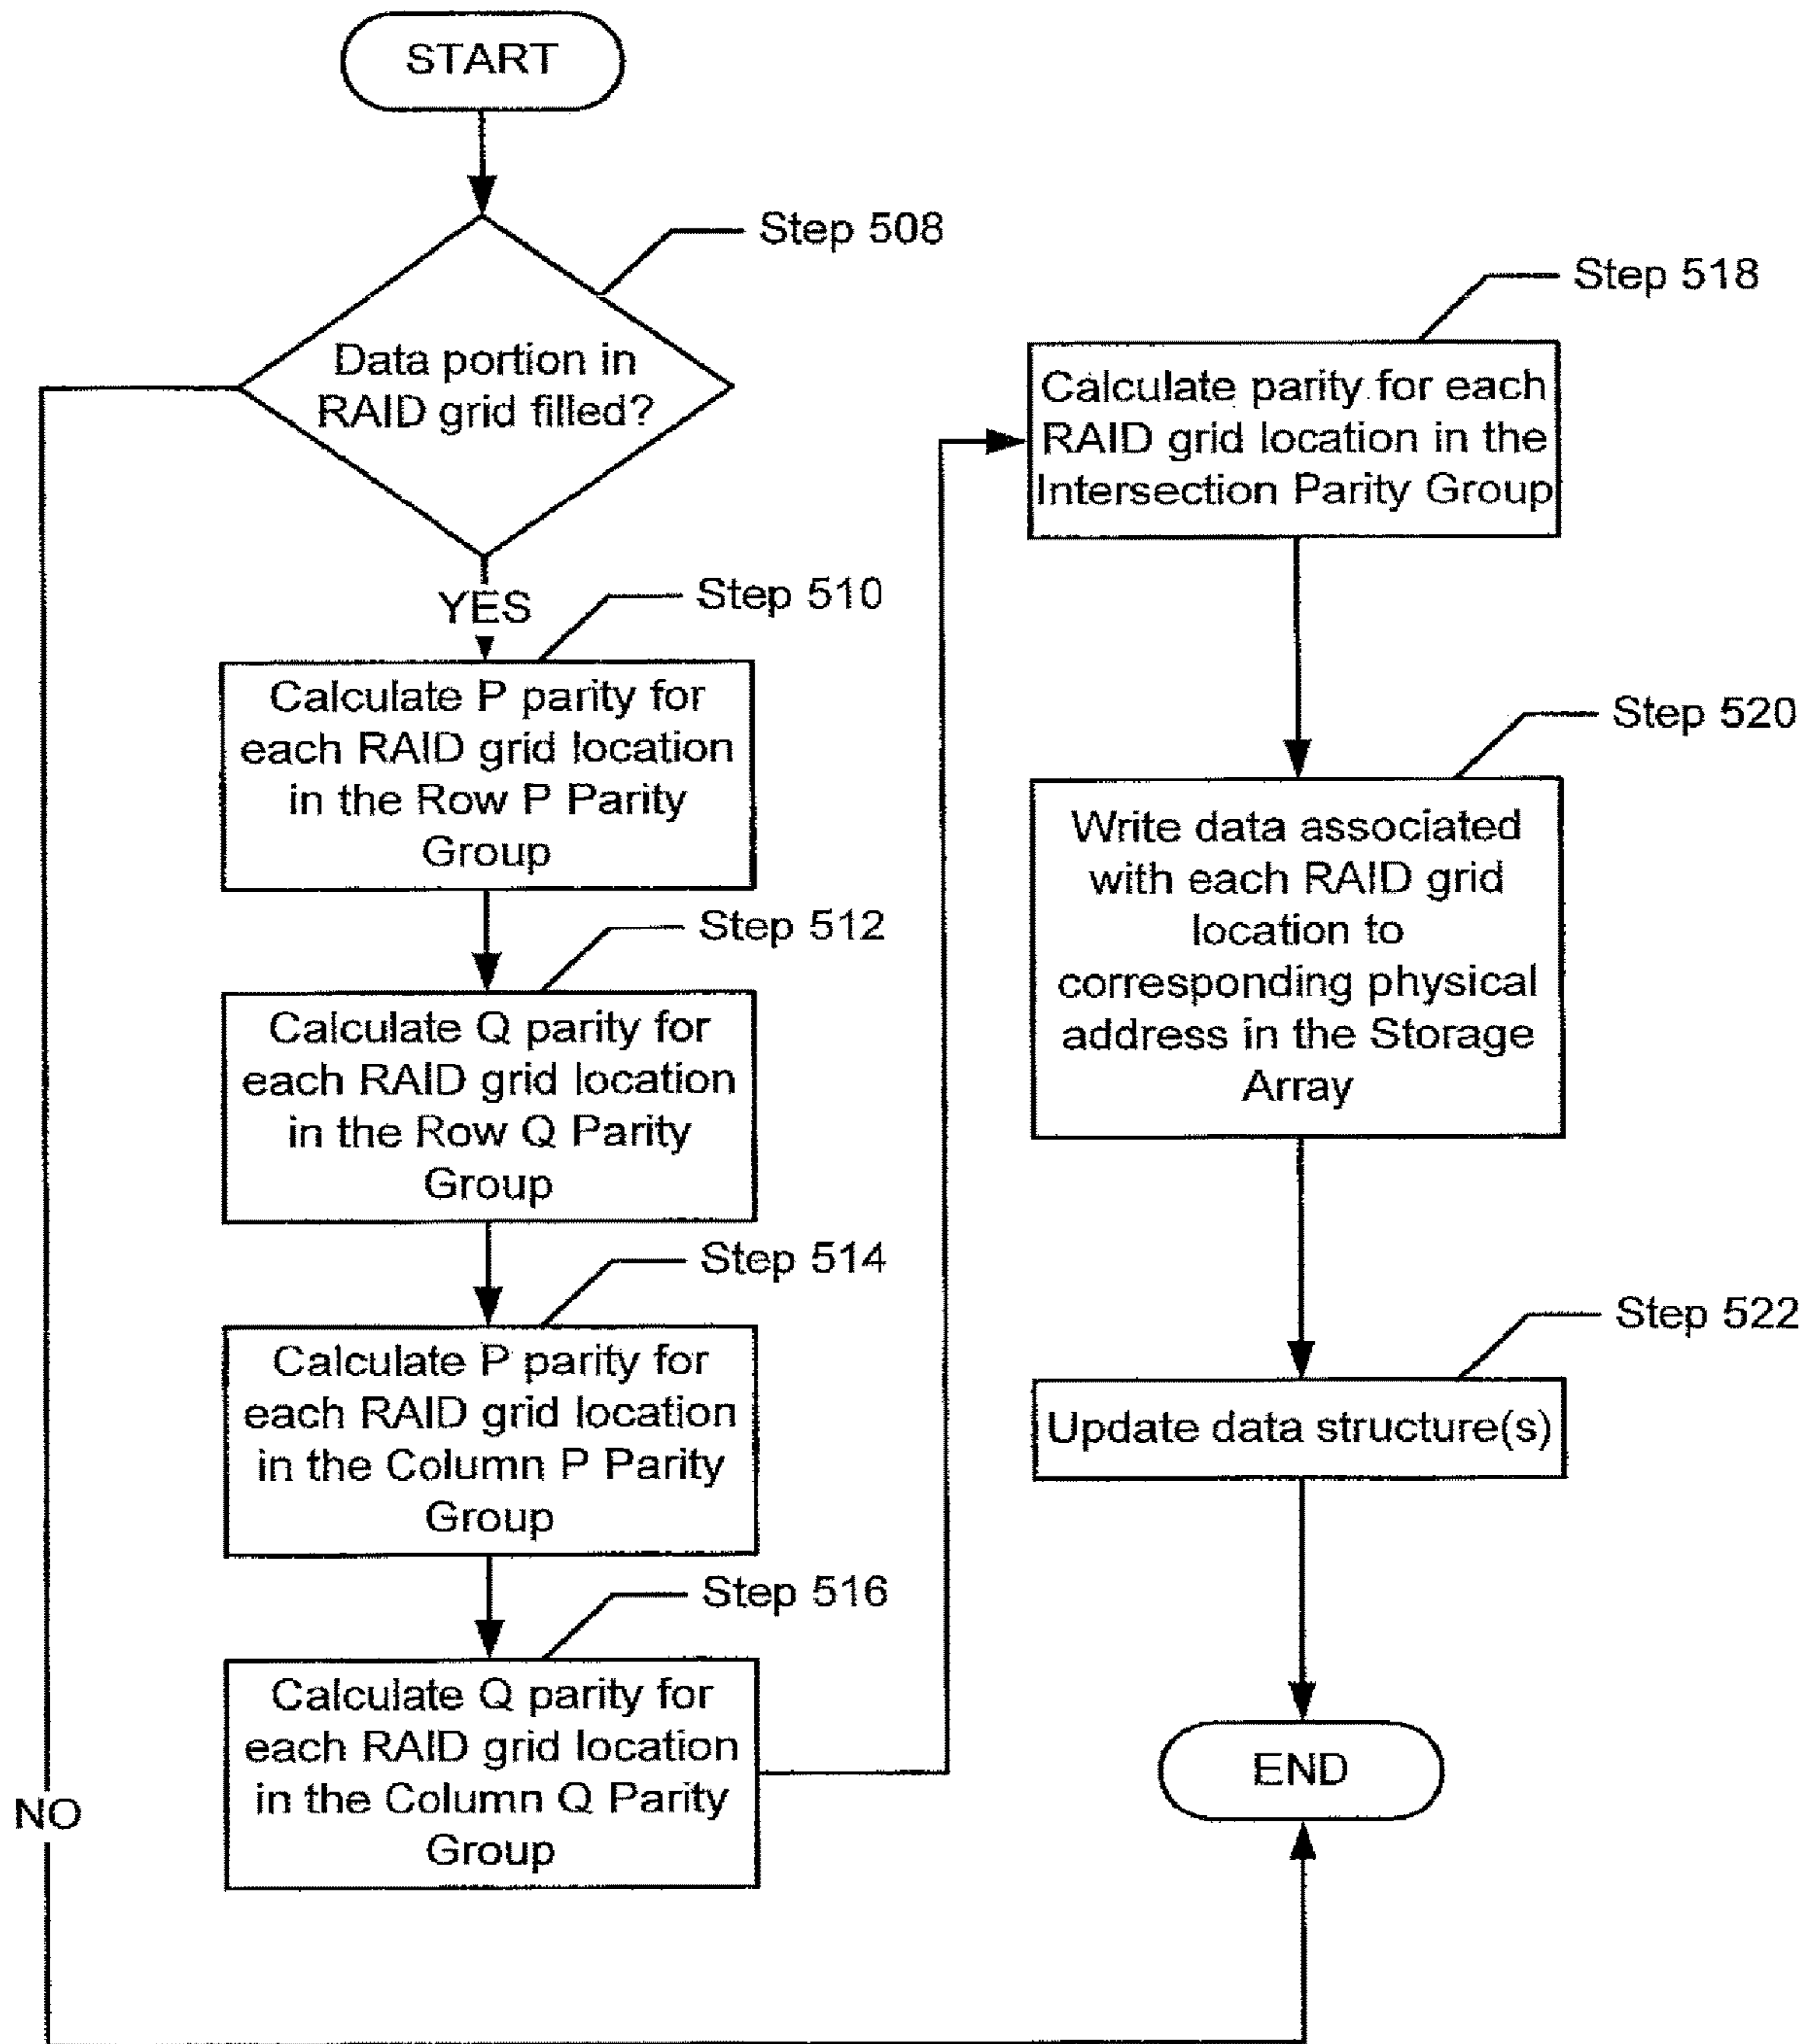 START
Step 508
Data portion in
RAID grid filled?
YES
Step 510
Calculate P parity for
each RAID grid location
in the Row P Parity
Group
Step 512
Calculate Q parity for
each RAID grid location
in the Row Q Parity
Group
Step 514
Calculate P parity for
each RAID grid location
in the Column P Parity
Group
Step 516
Calculate Q parity for
each RAID grid location
in the Column Q Parity
Group
NO
Step 518
Calculate parity for each
RAID grid location in the
Intersection Parity Group
Step 520
Write data associated
with each RAID grid
location to
corresponding physical
address in the Storage
Array
Step 522
Update data structure(s)
END